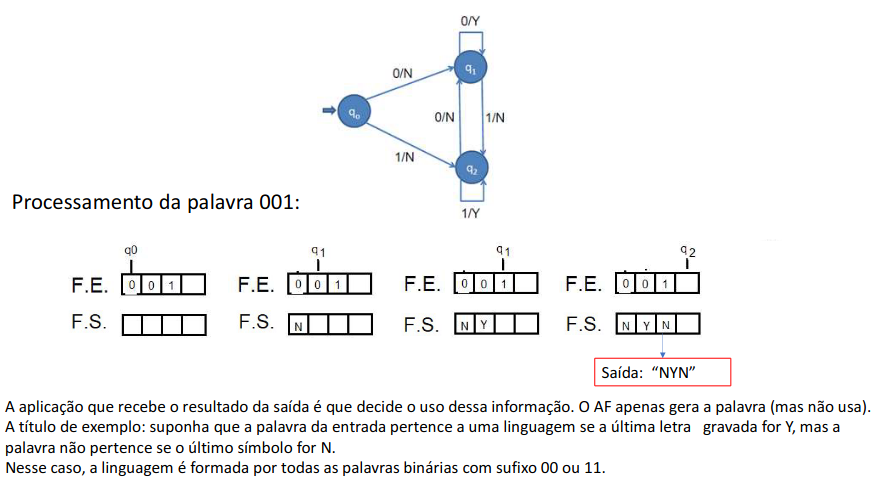 0/Y
q1
0/N
q0
0/N
1/N
1/N
q2
1/Y
Processamento da palavra 001:
q0
q1
q1
q2
F.E. 0 0 1
F.E. 0 0 1
F.E. 0 0 1
F.E. 0 0 1
F.S.
F.S. N
F.S. N Y
F.S. N Y N
Saída: “NYN”
A aplicação que recebe o resultado da saída é que decide o uso dessa informação. O AF apenas gera a palavra (mas não usa).
A título de exemplo: suponha que a palavra da entrada pertence a uma linguagem se a última letra gravada for Y, mas a
palavra não pertence se o último símbolo for N.
Nesse caso, a linguagem é formada por todas as palavras binárias com sufixo 00 ou 11.